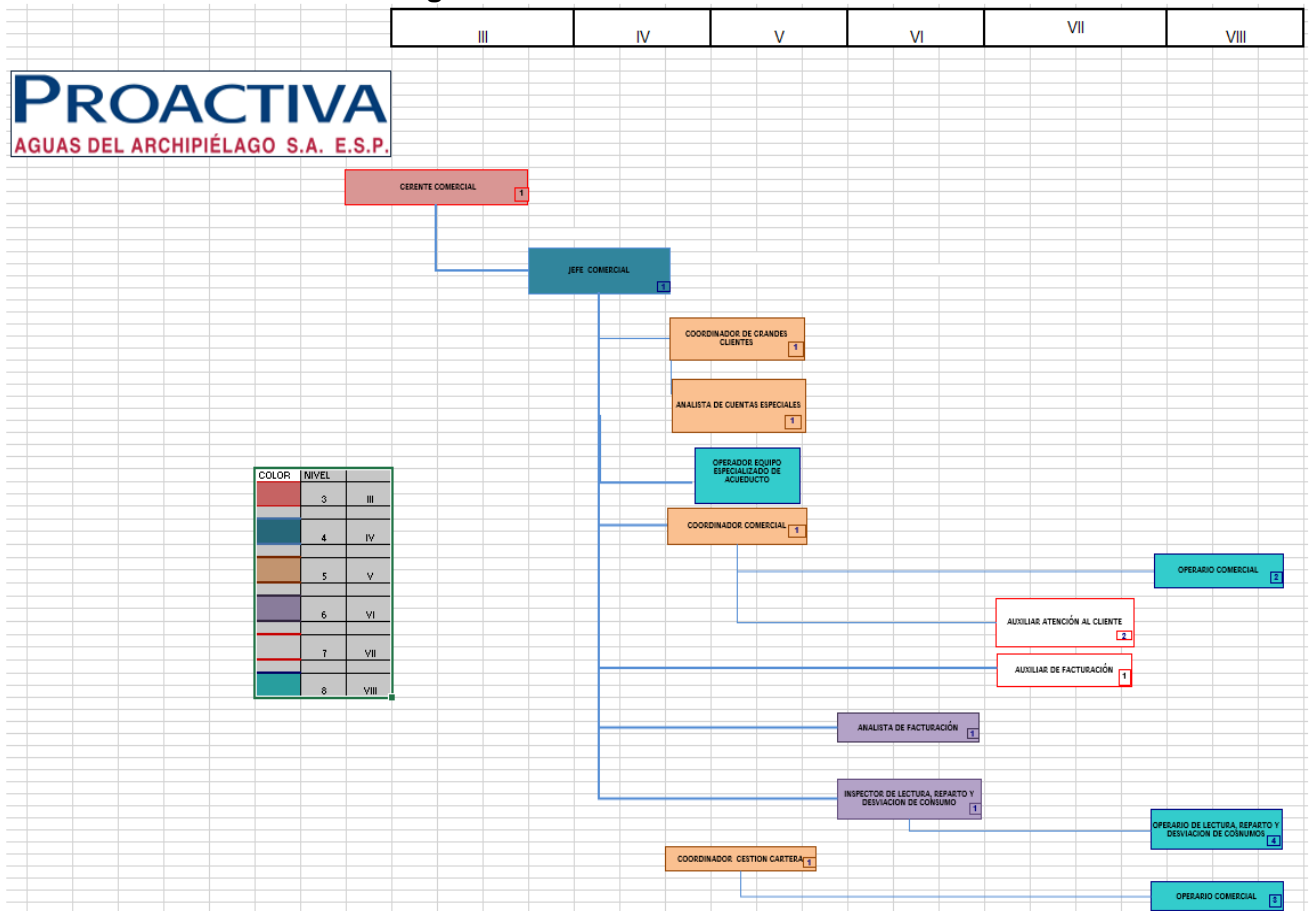 III IV V VI VII VIII
PROACTIVA
AGUAS DEL ARCHIPIÉLAGO S.A. E.S.P.
GERENTE COMERCIAL
1
JEFE COMERCIAL
1
COORDINADOR DE GRANDES
CLIENTES
1
ANALISTA DE CUENTAS ESPECIALES
1
OPERADOR EQUIPO
ESPECIALIZADO DE
ACUEDUCTO
COORDINADOR COMERCIAL
1
COLOR NIVEL
3 III
4 IV
5 V
6 VI
7 VII
8 VIII
OPERARIO COMERCIAL
2
AUXILIAR ATENCIÓN AL CLIENTE
2
AUXILIAR DE FACTURACIÓN
1
ANALISTA DE FACTURACIÓN
1
INSPECTOR DE LECTURA, REPARTO Y
DESVIACION DE CONSUMO
1
OPERARIO DE LECTURA, REPARTO Y
DESVIACION DE COSNUMOS
4
COORDINADOR GESTION CARTERA
1
OPERARIO COMERCIAL